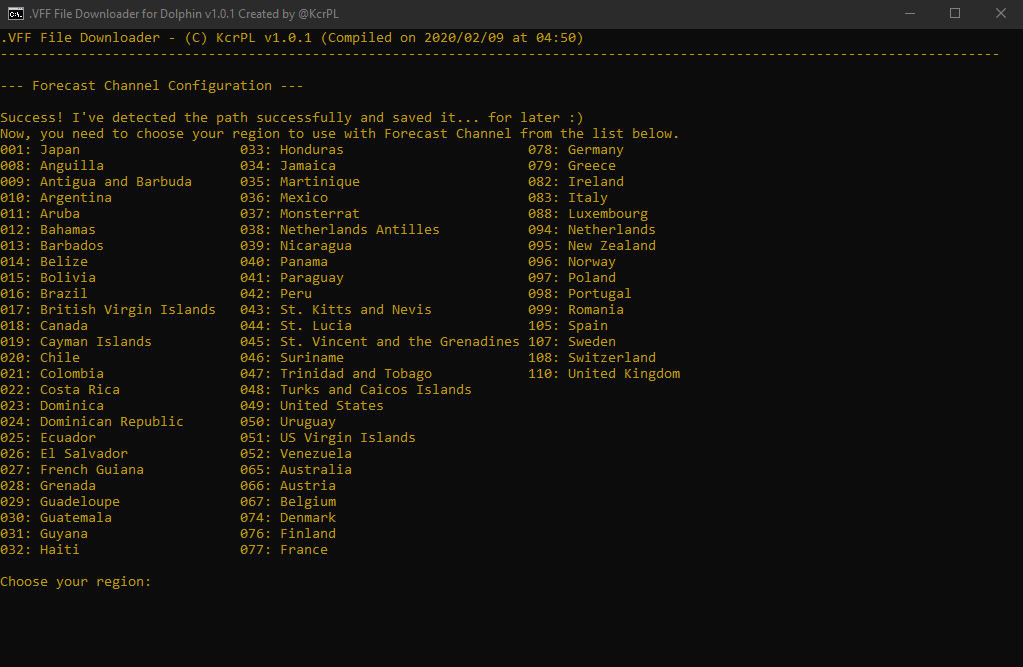 .VFF File Downloader for Dolphin v1.0.1 Created by @KcrPL
.VFF File Downloader - (C) KcrPL v1.0.1 (Compiled on 2020/02/09 at 04:50)
-----------------------------------------------------------------------------------------------------------------------------
--- Forecast Channel Configuration ---
Success! I've detected the path successfully and saved it... for later :)
Now, you need to choose your region to use with Forecast Channel from the list below.
001: Japan 033: Honduras 078: Germany
008: Anguilla 034: Jamaica 079: Greece
009: Antigua and Barbuda 035: Martinique 082: Ireland
010: Argentina 036: Mexico 083: Italy
011: Aruba 037: Monsterrat 088: Luxembourg
012: Bahamas 038: Netherlands Antilles 094: Netherlands
013: Barbados 039: Nicaragua 095: New Zealand
014: Belize 040: Panama 096: Norway
015: Bolivia 041: Paraguay 097: Poland
016: Brazil 042: Peru 098: Portugal
017: British Virgin Islands 043: St. Kitts and Nevis 099: Romania
018: Canada 044: St. Lucia 105: Spain
019: Cayman Islands 045: St. Vincent and the Grenadines 107: Sweden
020: Chile 046: Suriname 108: Switzerland
021: Colombia 047: Trinidad and Tobago 110: United Kingdom
022: Costa Rica 048: Turks and Caicos Islands
023: Dominica 049: United States
024: Dominican Republic 050: Uruguay
025: Ecuador 051: US Virgin Islands
026: El Salvador 052: Venezuela
027: French Guiana 065: Australia
028: Grenada 066: Austria
029: Guadeloupe 067: Belgium
030: Guatemala 074: Denmark
031: Guyana 076: Finland
032: Haiti 077: France
Choose your region: